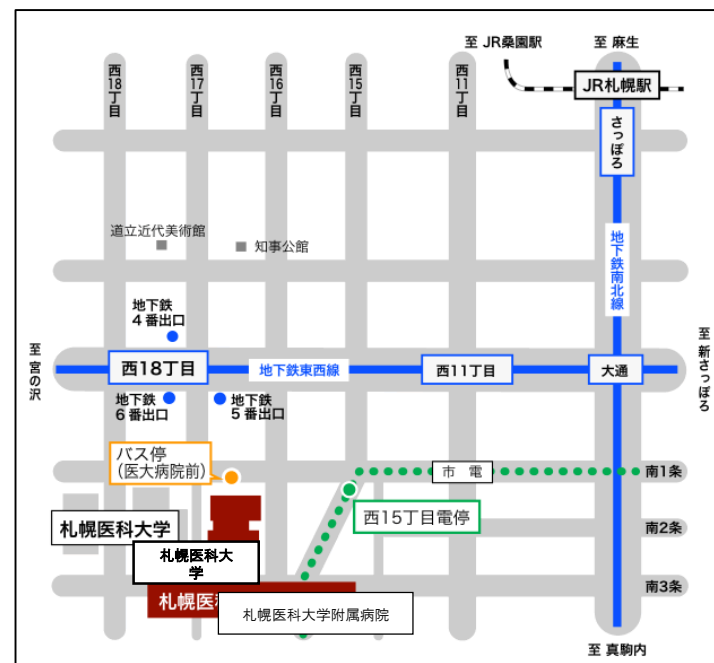 至 JR桑園駅
至 麻生
西18丁目
西17丁目
西16丁目
西15丁目
西11丁目
JR札幌駅
さっぽろ
道立近代美術館
知事公館
地下鉄南北線
地下鉄
4番出口
至 宮の沢
西18丁目
地下鉄東西線
西11丁目
大通
至 新さっぽろ
地下鉄
6番出口
地下鉄
5番出口
バス停
(医大病院前)
市電
南1条
西15丁目電停
札幌医科大学
南2条
札幌医科大
学
札幌医科
札幌医科大学附属病院
南3条
至 真駒内